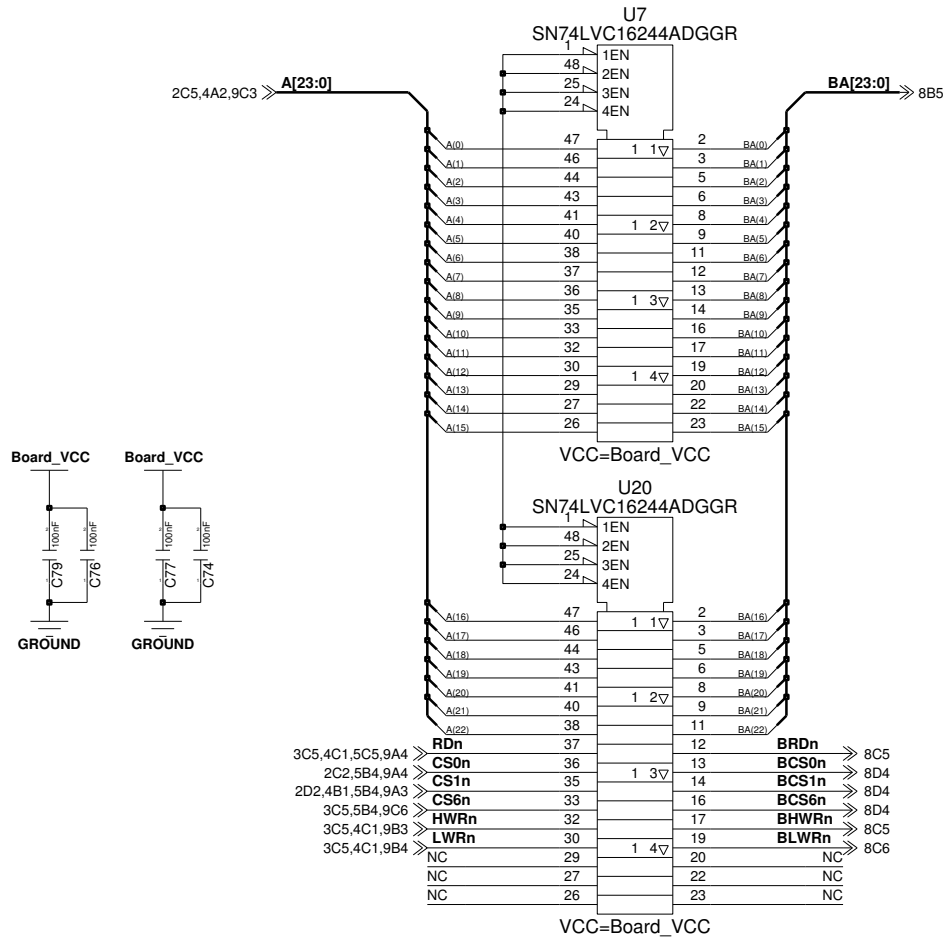 U7
SN74LVC16244ADGGR
1 1EN
48 2EN
25 3EN
24 4EN
2C5,4A2,9C3 A[23:0] BA[23:0] 8B5
A(0) 47 1 1▽ 2 BA(0)
A(1) 46 3 BA(1)
A(2) 44 5 BA(2)
A(3) 43 6 BA(3)
A(4) 41 1 2▽ 8 BA(4)
A(5) 40 9 BA(5)
A(6) 38 11 BA(6)
A(7) 37 12 BA(7)
A(8) 36 1 3▽ 13 BA(8)
A(9) 35 14 BA(9)
A(10) 33 16 BA(10)
A(11) 32 17 BA(11)
A(12) 30 1 4▽ 19 BA(12)
A(13) 29 20 BA(13)
A(14) 27 22 BA(14)
A(15) 26 23 BA(15)
VCC=Board_VCC
Board_VCC Board_VCC
2 100nF 2 100nF 2 100nF 2 100nF
1 C79 1 C76 1 C77 1 C74
GROUND GROUND
U20
SN74LVC16244ADGGR
1 1EN
48 2EN
25 3EN
24 4EN
A(16) 47 1 1▽ 2 BA(16)
A(17) 46 3 BA(17)
A(18) 44 5 BA(18)
A(19) 43 6 BA(19)
A(20) 41 1 2▽ 8 BA(20)
A(21) 40 9 BA(21)
A(22) 38 11 BA(22)
3C5,4C1,5C5,9A4 RDn 37 12 BRDn 8C5
2C2,5B4,9A4 CS0n 36 1 3▽ 13 BCS0n 8D4
2D2,4B1,5B4,9A3 CS1n 35 14 BCS1n 8D4
3C5,5B4,9C6 CS6n 33 16 BCS6n 8D4
3C5,4C1,9B3 HWRn 32 17 BHWRn 8C5
3C5,4C1,9B4 LWRn 30 1 4▽ 19 BLWRn 8C6
NC 29 20 NC
NC 27 22 NC
NC 26 23 NC
VCC=Board_VCC